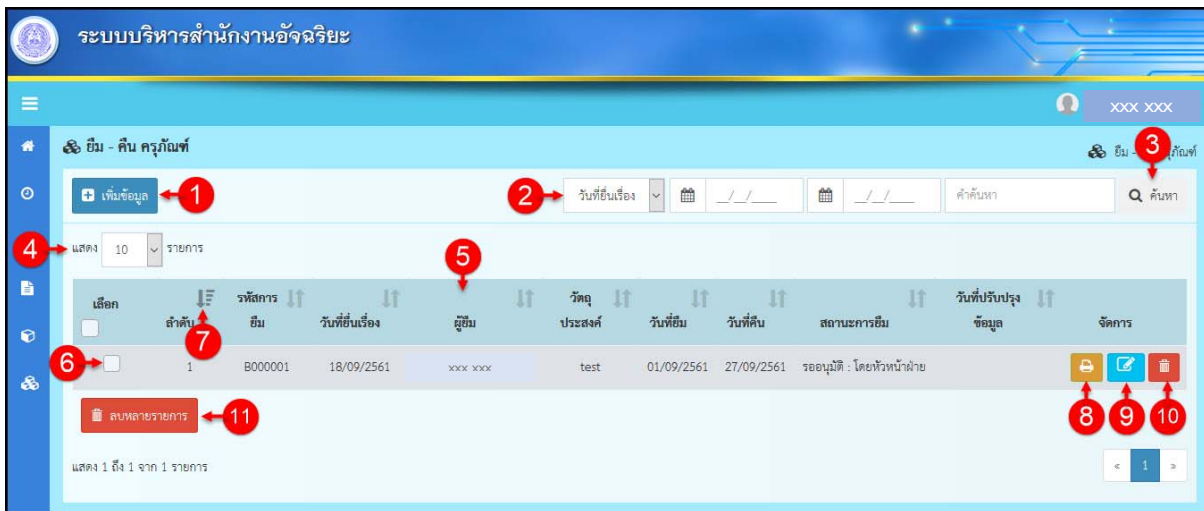 ระบบบริหารสำนักงานอัจฉริยะ
xxx xxx
ยืม - คืน ครุภัณฑ์
ยืม - รุภัณฑ์
3
เพิ่มข้อมูล
1
2
วันที่ยื่นเรื่อง
_/_/___
_/_/___
คำค้นหา
ค้นหา
4
แสดง 10 รายการ
5
เลือก ลำดับ รหัสการยืม วันที่ยื่นเรื่อง ผู้ยืม วัตถุประสงค์ วันที่ยืม วันที่คืน สถานะการยืม วันที่ปรับปรุงข้อมูล จัดการ
7
6
1 B000001 18/09/2561 xxx xxx test 01/09/2561 27/09/2561 รออนุมัติ : โดยหัวหน้าฝ่าย
ลบหลายรายการ
11
8 9 10
แสดง 1 ถึง 1 จาก 1 รายการ
« 1 »